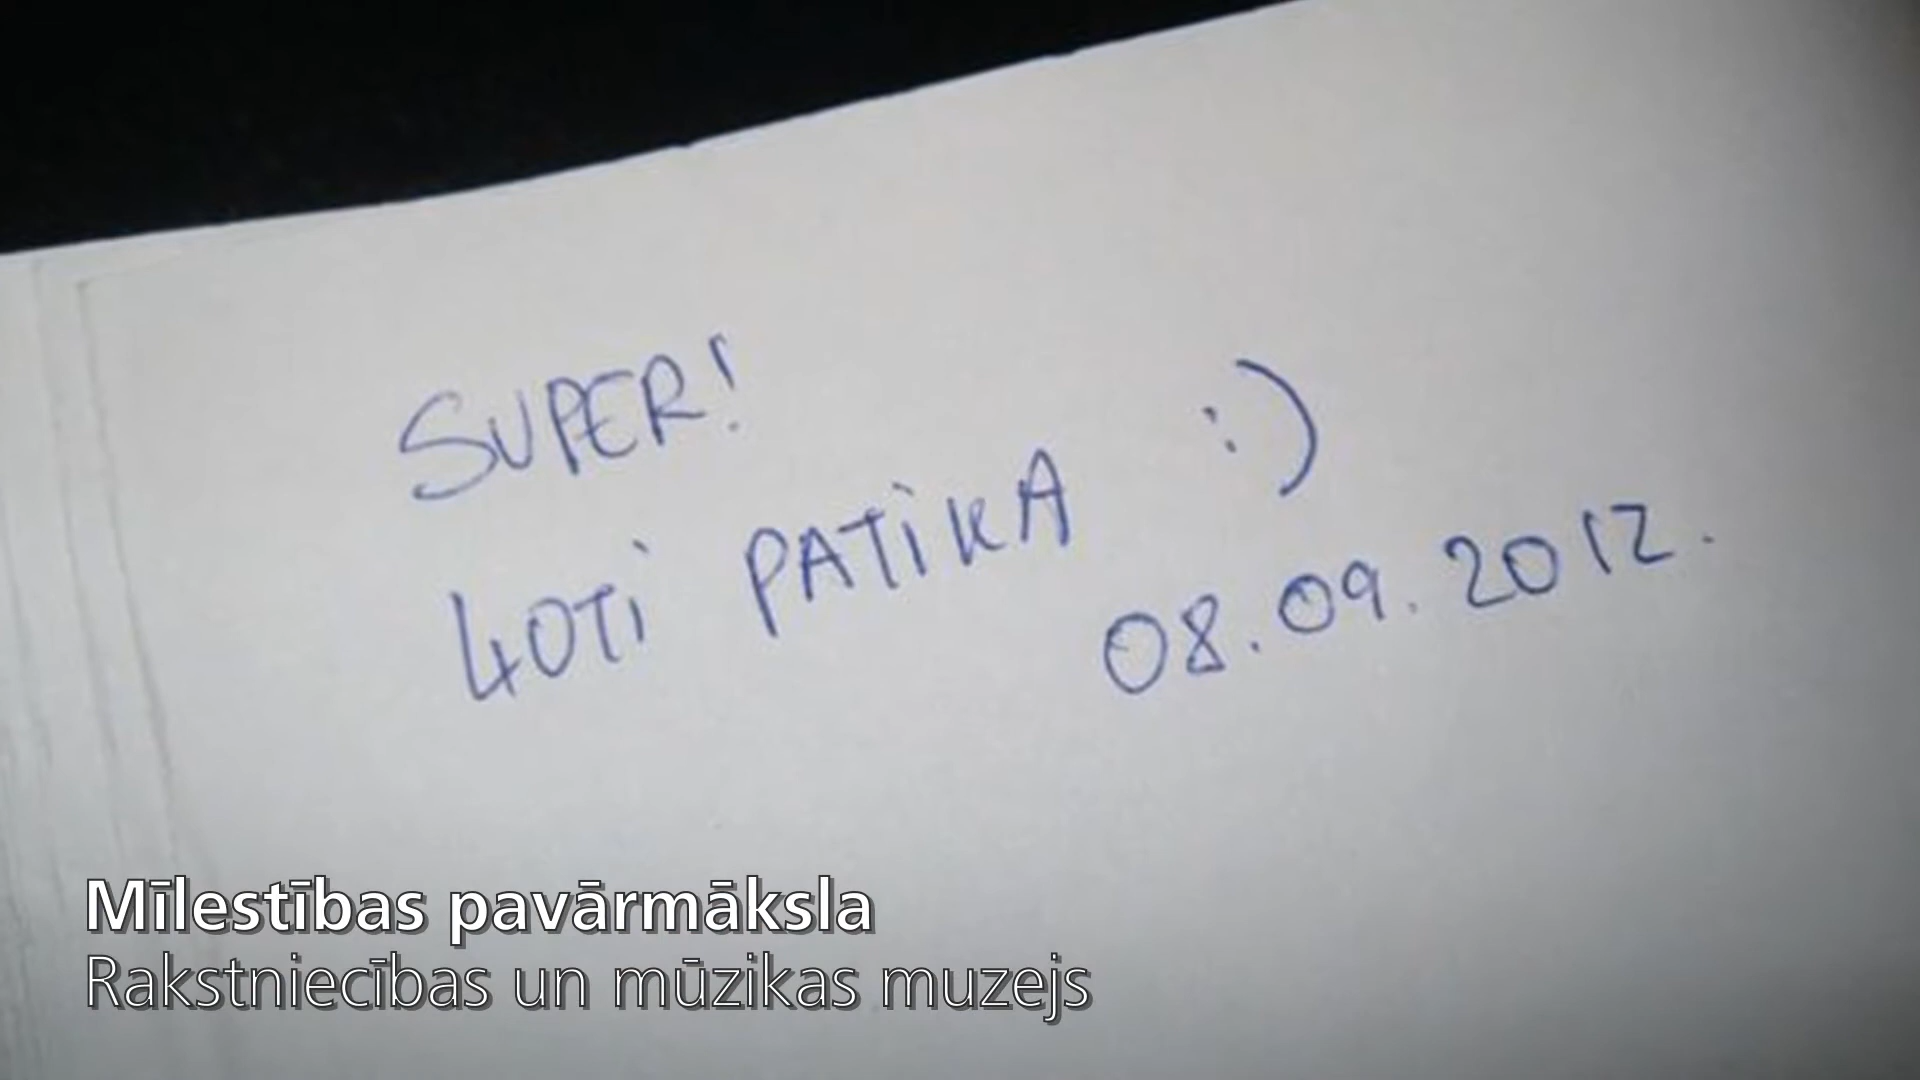 SUPER!
ĻOTI PATIKA :)
08.09.2012.
Mīlestības pavārmāksla
Rakstniecības un mūzikas muzejs